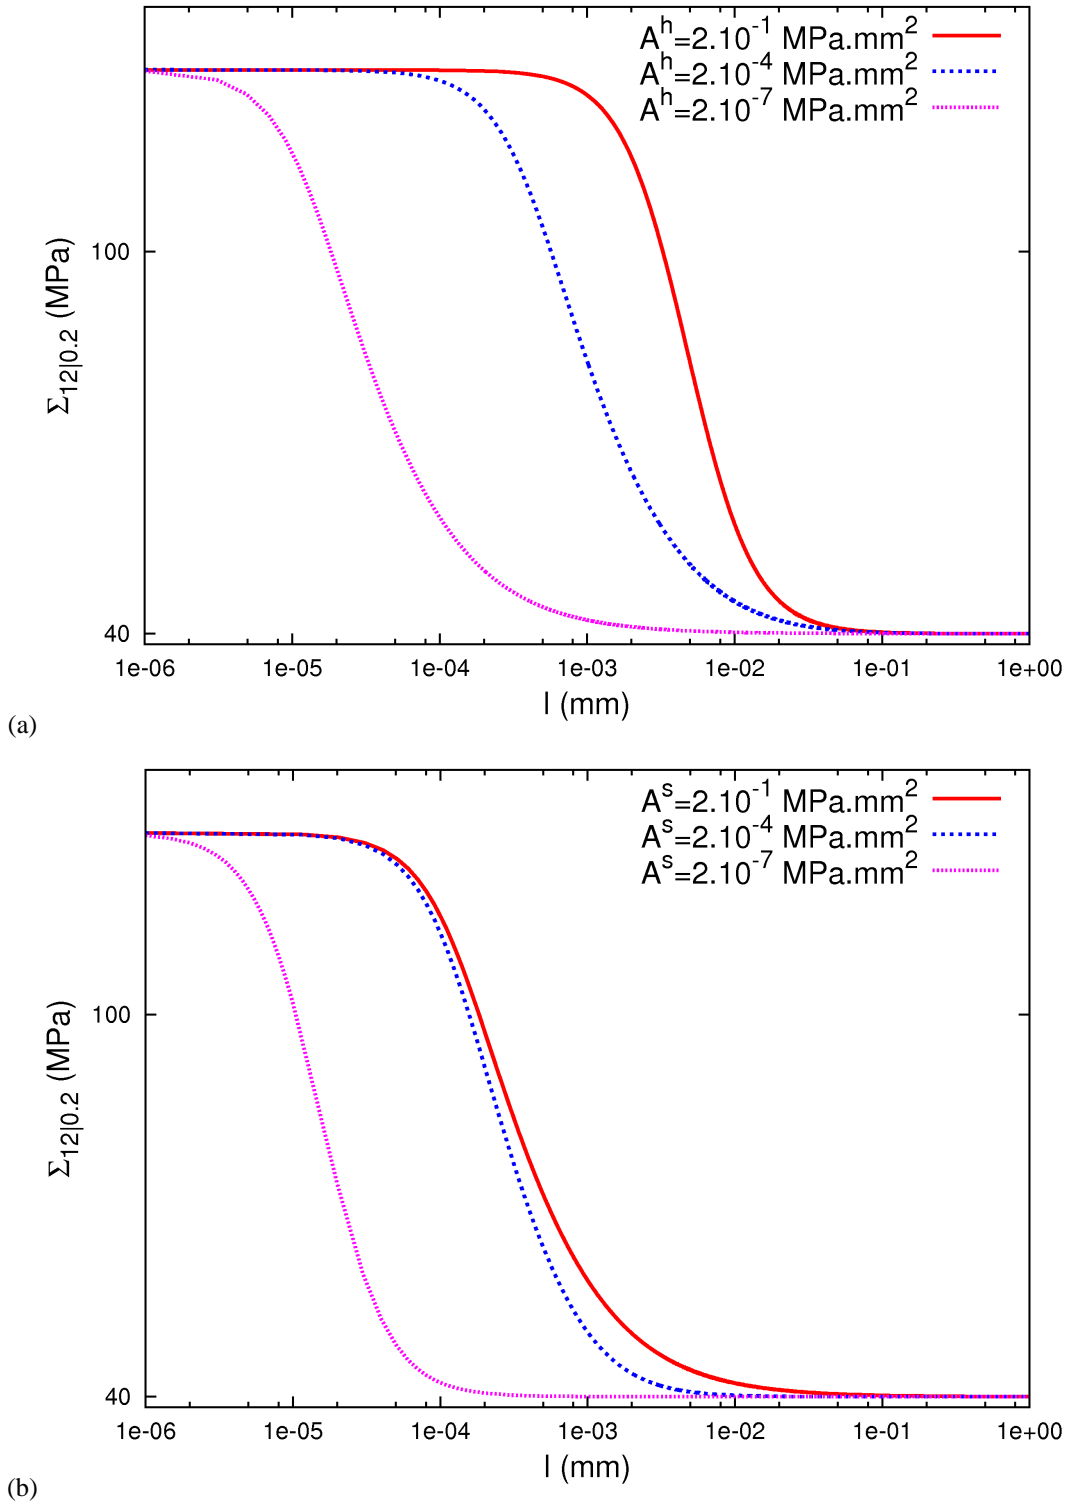 A^h=2.10^-1 MPa.mm^2
A^h=2.10^-4 MPa.mm^2
A^h=2.10^-7 MPa.mm^2
100
40
Σ12|0.2 (MPa)
1e-06 1e-05 1e-04 1e-03 1e-02 1e-01 1e+00
l (mm)
(a)
A^s=2.10^-1 MPa.mm^2
A^s=2.10^-4 MPa.mm^2
A^s=2.10^-7 MPa.mm^2
100
40
Σ12|0.2 (MPa)
1e-06 1e-05 1e-04 1e-03 1e-02 1e-01 1e+00
l (mm)
(b)